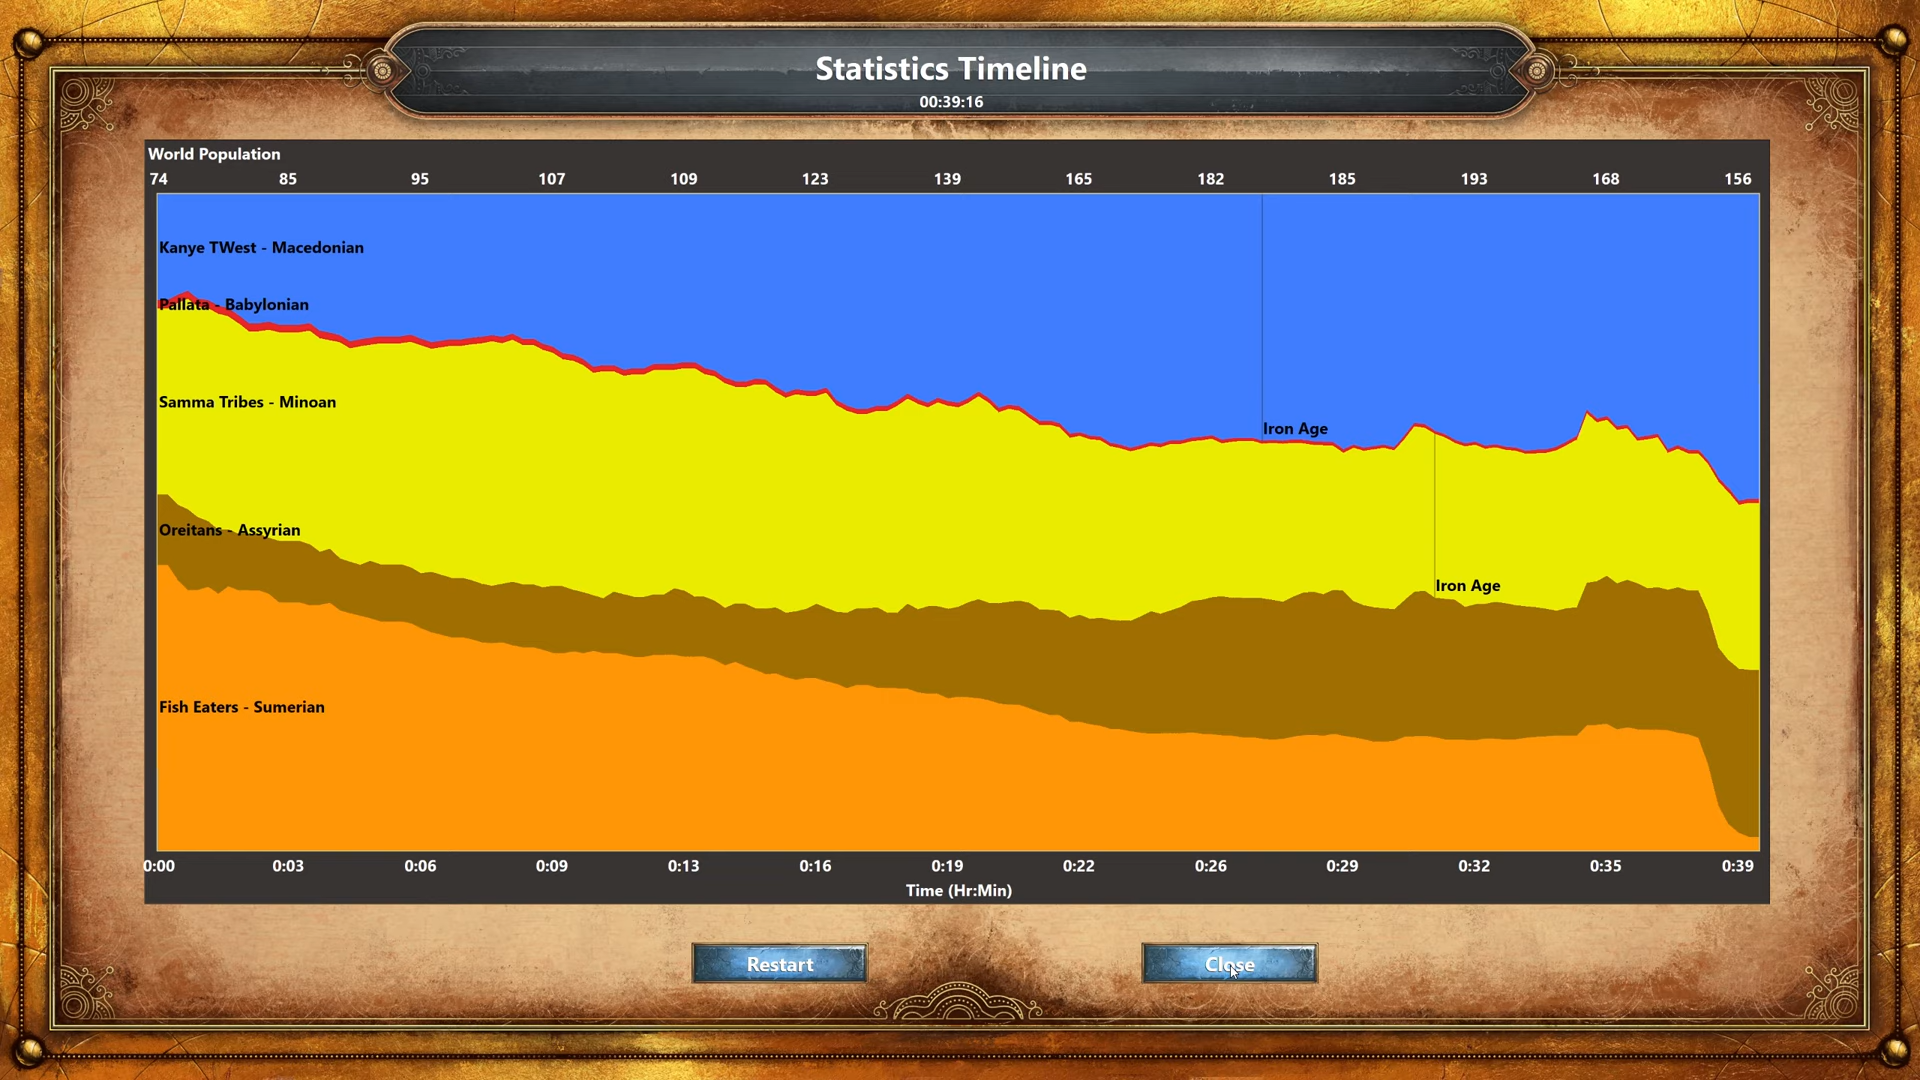 Statistics Timeline
00:39:16
World Population
74 85 95 107 109 123 139 165 182 185 193 168 156
Kanye TWest - Macedonian
Pallata - Babylonian
Samma Tribes - Minoan
Iron Age
Oreitans - Assyrian
Iron Age
Fish Eaters - Sumerian
0:00 0:03 0:06 0:09 0:13 0:16 0:19 0:22 0:26 0:29 0:32 0:35 0:39
Time (Hr:Min)
Restart Close